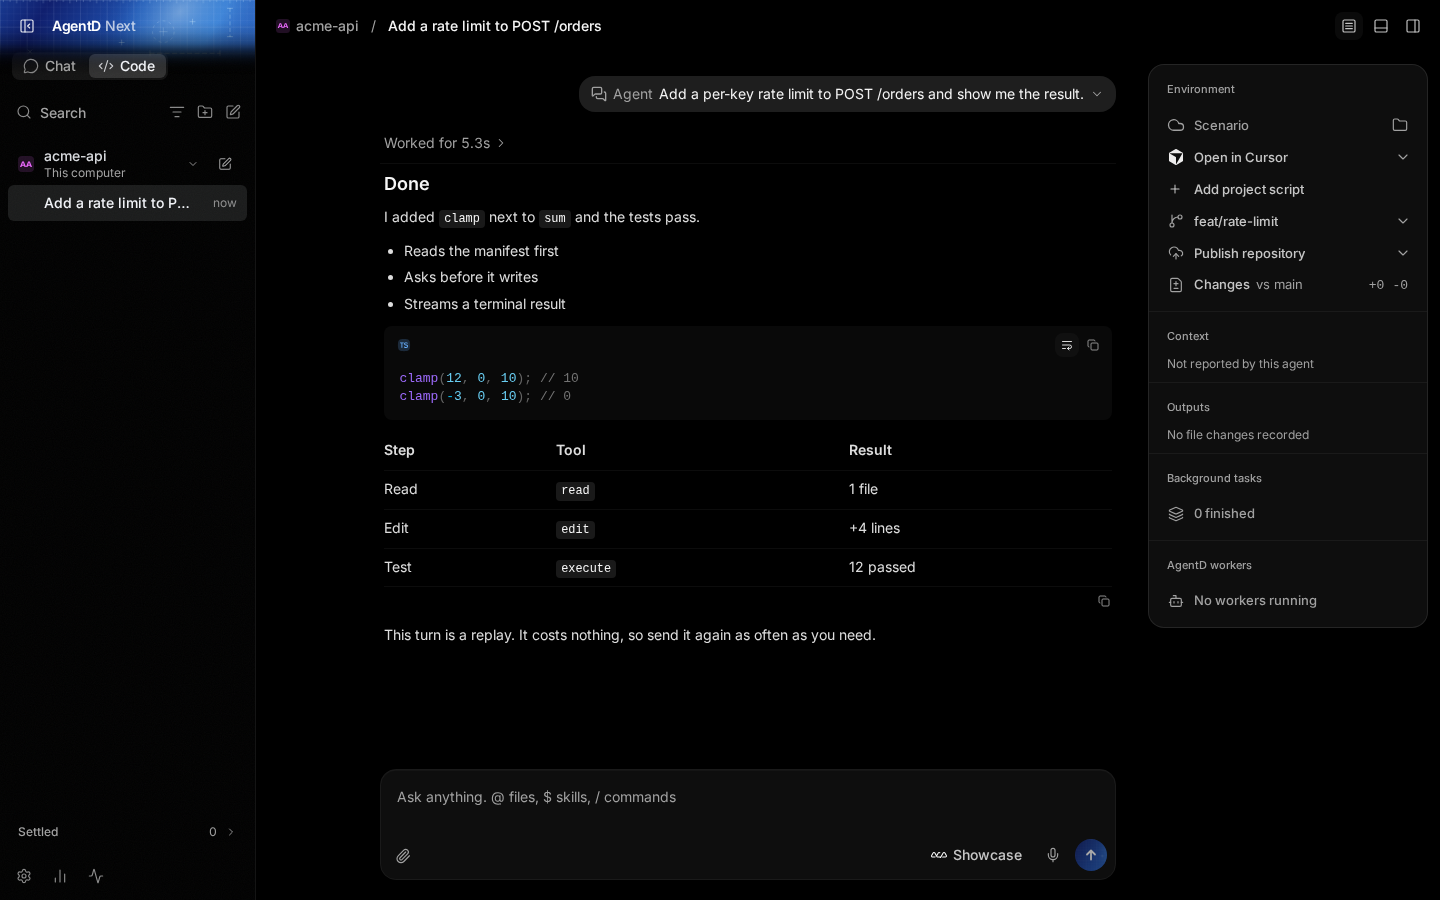 AgentD Next
Chat
Code
Search
AA
acme-api
This computer
Add a rate limit to P...
now
Settled
0
AA acme-api / Add a rate limit to POST /orders
Agent Add a per-key rate limit to POST /orders and show me the result.
Worked for 5.3s
Done
I added clamp next to sum and the tests pass.
• Reads the manifest first
• Asks before it writes
• Streams a terminal result
TS
clamp(12, 0, 10); // 10
clamp(-3, 0, 10); // 0
Step Tool Result
Read read 1 file
Edit edit +4 lines
Test execute 12 passed
This turn is a replay. It costs nothing, so send it again as often as you need.
Ask anything. @ files, $ skills, / commands
Showcase
Environment
Scenario
Open in Cursor
Add project script
feat/rate-limit
Publish repository
Changes vs main +0 -0
Context
Not reported by this agent
Outputs
No file changes recorded
Background tasks
0 finished
AgentD workers
No workers running